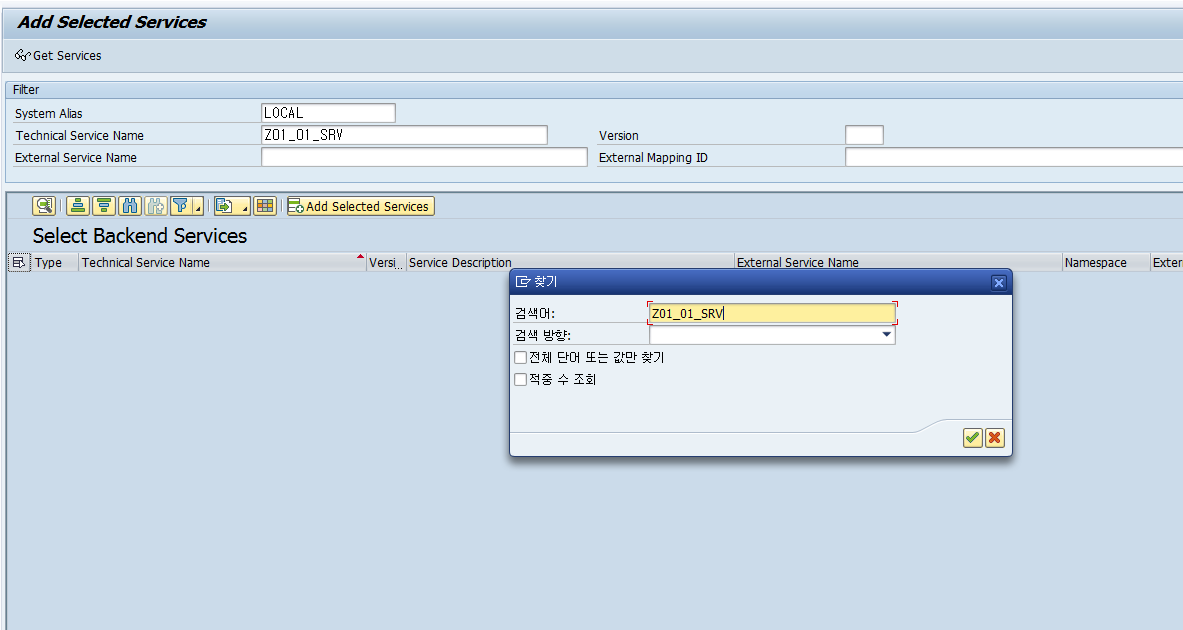 Add Selected Services
Get Services
Filter
System Alias LOCAL
Technical Service Name Z01_01_SRV Version
External Service Name External Mapping ID
Add Selected Services
Select Backend Services
Type Technical Service Name Versi... Service Description External Service Name Namespace Exter
찾기
검색어: Z01_01_SRV
검색 방향:
전체 단어 또는 값만 찾기
적중 수 조회